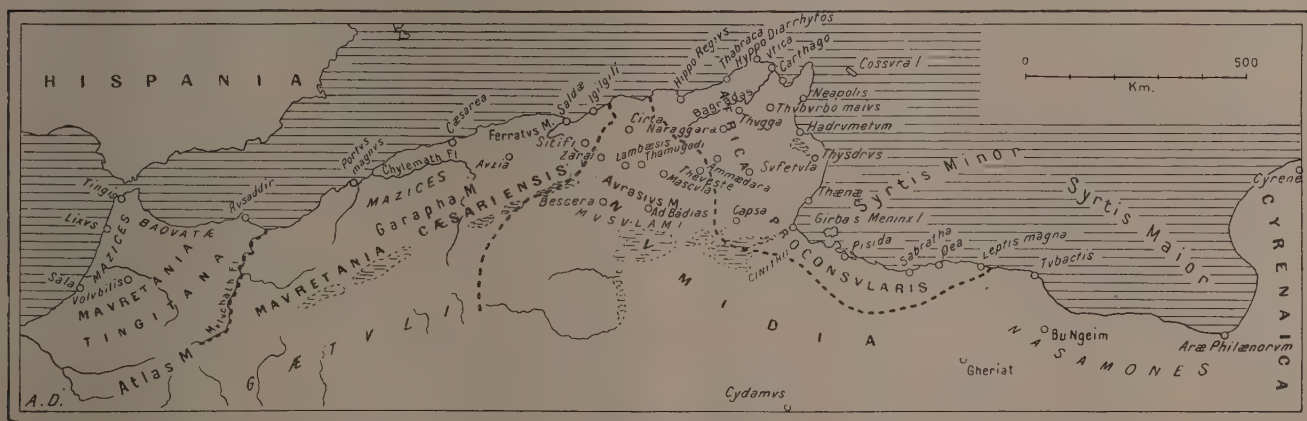 HISPANIA
MAVRETANIA
TINGITANA
MAZICES
BAQVATÆ
Tingis
Lixvs
Sala
Volvbilis
Rvsaddir
Mvlvchath Fl
Atlas M
GÆTVLI
MAVRETANIA CÆSARIENSIS
MAZICES
Garapha M
Portvs magnvs
Chylemath Fl
Cæsarea
Ferratvs M.
Avzia
Saldæ
Igilgili
Sitifi
Zarai
Hippo Regivs
Thabraca
Hyppo Diarrhytos
Vtica
Carthago
Cossvra I
Cirta
Naraggara
Bagradas
Lambæsis
Thamugadi
Avrasivs M
Bescera
Ad Badias
MVSVLAMI
Mascvla
Theveste
Ammædara
Thvgga
Thvbvrbo maivs
Neapolis
Hadrvmetvm
Thysdrvs
Svfetvla
Thænæ
Capsa
CINITHII
AFRICA
PROCONSVLARIS
NVMIDIA
Girba s Meninx I
Pisida
Sabratha
Oea
Leptis magna
Tvbactis
Syrtis Minor
Syrtis Maior
Cyrene
CYRENAICA
Aræ Philænorvm
NASAMONES
Bu Ngeim
Gheriat
Cydamvs
0 500
Km.
A.D.